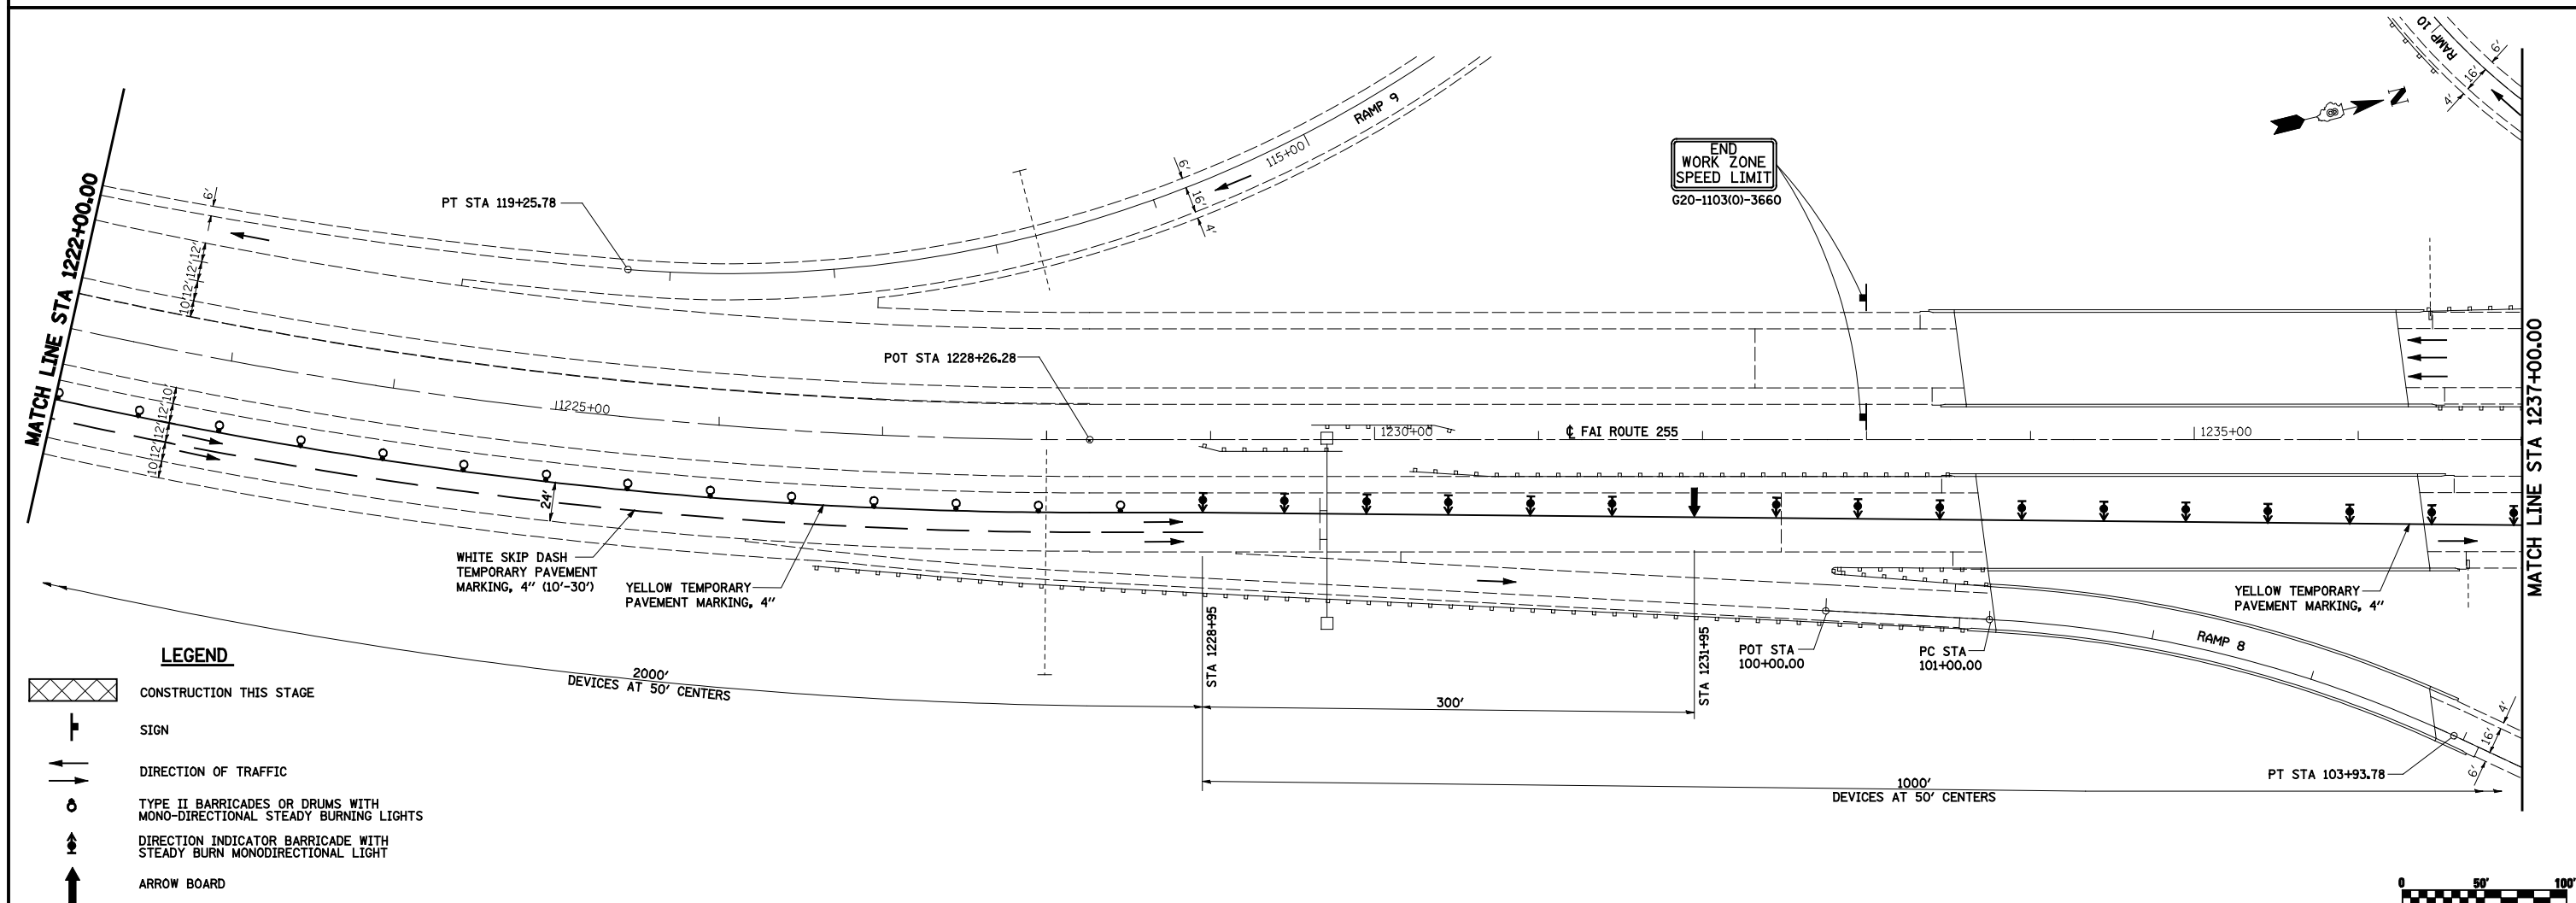 MATCH LINE STA 1222+00.00
6'
12'
12'
12'
10'
PT STA 119+25.78
6'
16'
4'
115+00
RAMP 9
END
WORK ZONE
SPEED LIMIT
G20-1103(O)-3660
RAMP 10
6'
16'
4'
N
POT STA 1228+26.28
1225+00
1230+00
℄ FAI ROUTE 255
1235+00
MATCH LINE STA 1237+00.00
10'
12'
12'
12'
10'
24'
WHITE SKIP DASH
TEMPORARY PAVEMENT
MARKING, 4" (10'-30')
YELLOW TEMPORARY
PAVEMENT MARKING, 4"
YELLOW TEMPORARY
PAVEMENT MARKING, 4"
STA 1228+95
STA 1231+95
POT STA
100+00.00
PC STA
101+00.00
RAMP 8
2000'
DEVICES AT 50' CENTERS
300'
4'
16'
6'
PT STA 103+93.78
1000'
DEVICES AT 50' CENTERS
LEGEND
CONSTRUCTION THIS STAGE
SIGN
DIRECTION OF TRAFFIC
TYPE II BARRICADES OR DRUMS WITH
MONO-DIRECTIONAL STEADY BURNING LIGHTS
DIRECTION INDICATOR BARRICADE WITH
STEADY BURN MONODIRECTIONAL LIGHT
ARROW BOARD
0 50' 100'